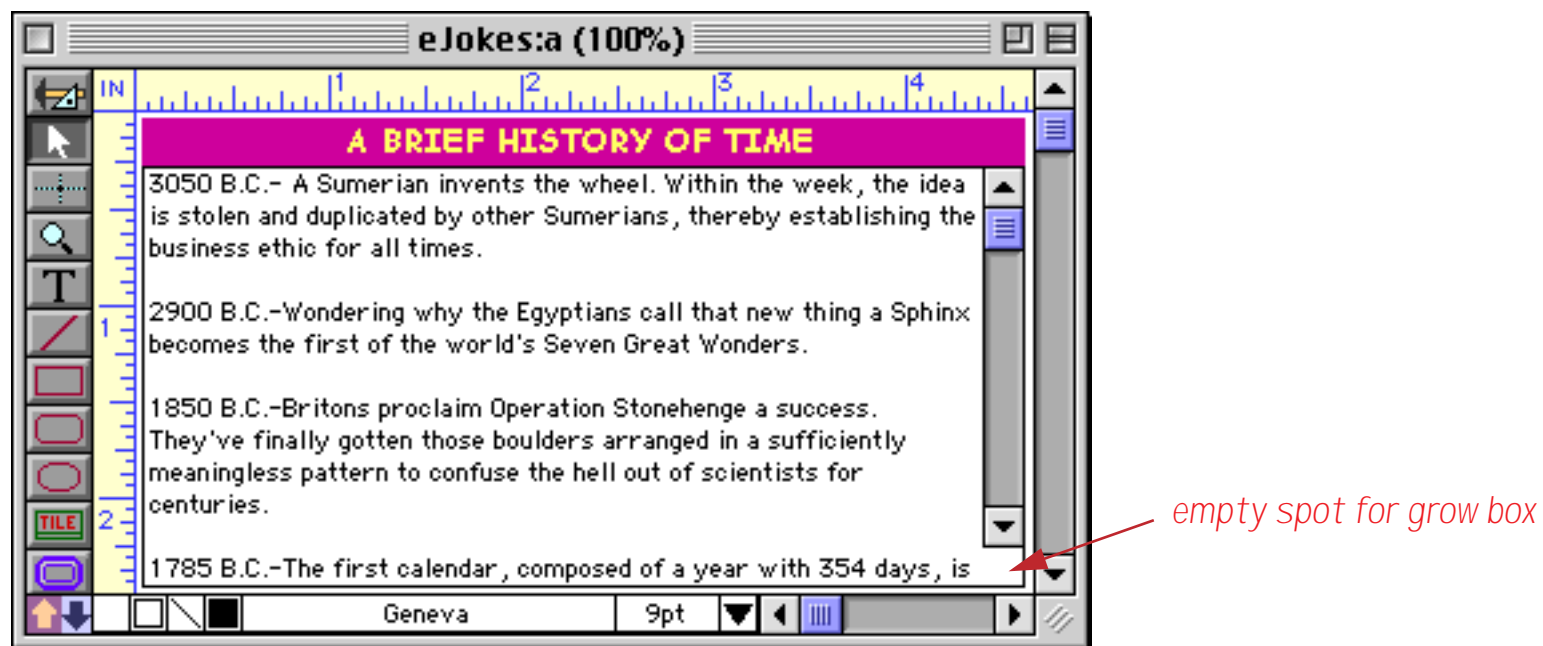 eJokes:a (100%)
IN 1 2 3 4
A BRIEF HISTORY OF TIME
3050 B.C.- A Sumerian invents the wheel. Within the week, the idea
is stolen and duplicated by other Sumerians, thereby establishing the
business ethic for all times.
2900 B.C.-Wondering why the Egyptians call that new thing a Sphinx
becomes the first of the world's Seven Great Wonders.
1850 B.C.-Britons proclaim Operation Stonehenge a success.
They've finally gotten those boulders arranged in a sufficiently
meaningless pattern to confuse the hell out of scientists for
centuries.
1785 B.C.-The first calendar, composed of a year with 354 days, is
T
1
TILE
2
empty spot for grow box
Geneva 9pt